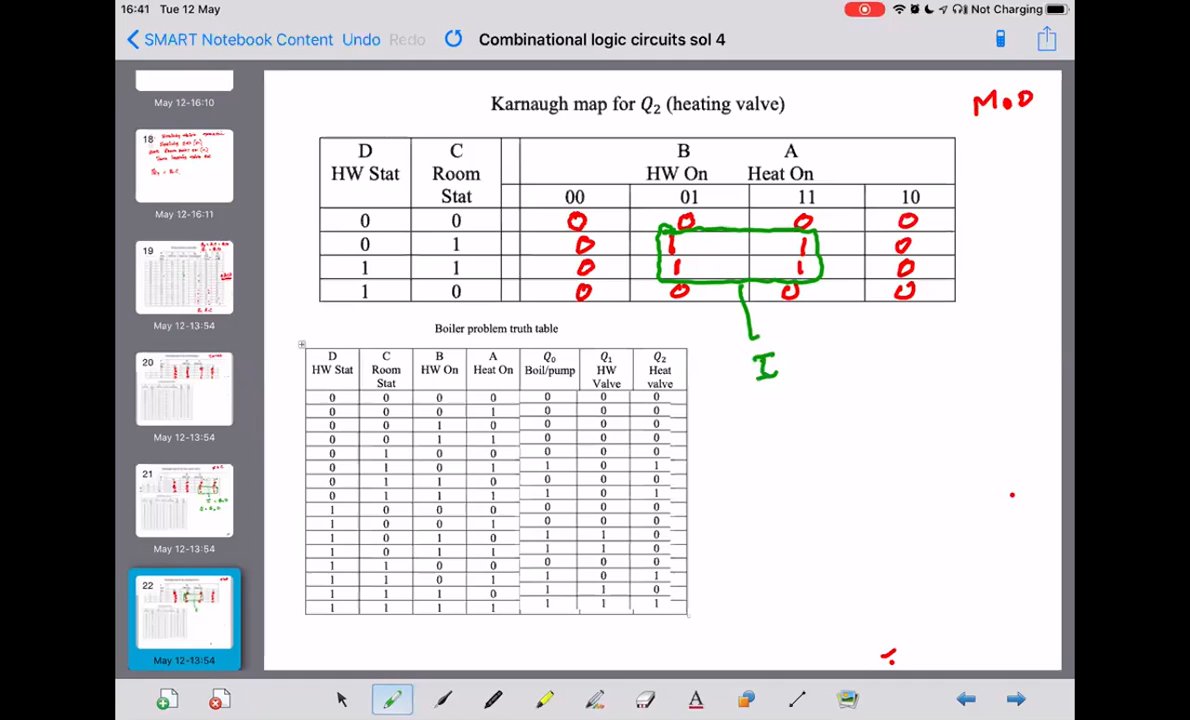 16:41 Tue 12 May
Not Charging
SMART Notebook Content Undo Redo Combinational logic circuits sol 4
May 12-16:10
18
May 12-16:11
19
May 12-13:54
20
May 12-13:54
21
May 12-13:54
22
May 12-13:54
Karnaugh map for Q₂ (heating valve)
M.D
D C B A
HW Stat Room HW On Heat On
Stat 00 01 11 10
0 0 0 0 0 0
0 1 0 1 1 0
1 1 0 1 1 0
1 0 0 0 0 0
I
Boiler problem truth table
D C B A Q₀ Q₁ Q₂
HW Stat Room HW On Heat On Boil/pump HW Heat
Stat Valve valve
0 0 0 0 0 0 0
0 0 0 1 0 0 0
0 0 1 0 0 0 0
0 0 1 1 0 0 0
0 1 0 0 0 0 0
0 1 0 1 1 0 1
0 1 1 0 0 0 0
0 1 1 1 1 0 1
1 0 0 0 0 0 0
1 0 0 1 0 0 0
1 0 1 0 1 1 0
1 0 1 1 1 1 0
1 1 0 0 0 0 0
1 1 0 1 1 0 1
1 1 1 0 1 1 0
1 1 1 1 1 1 1